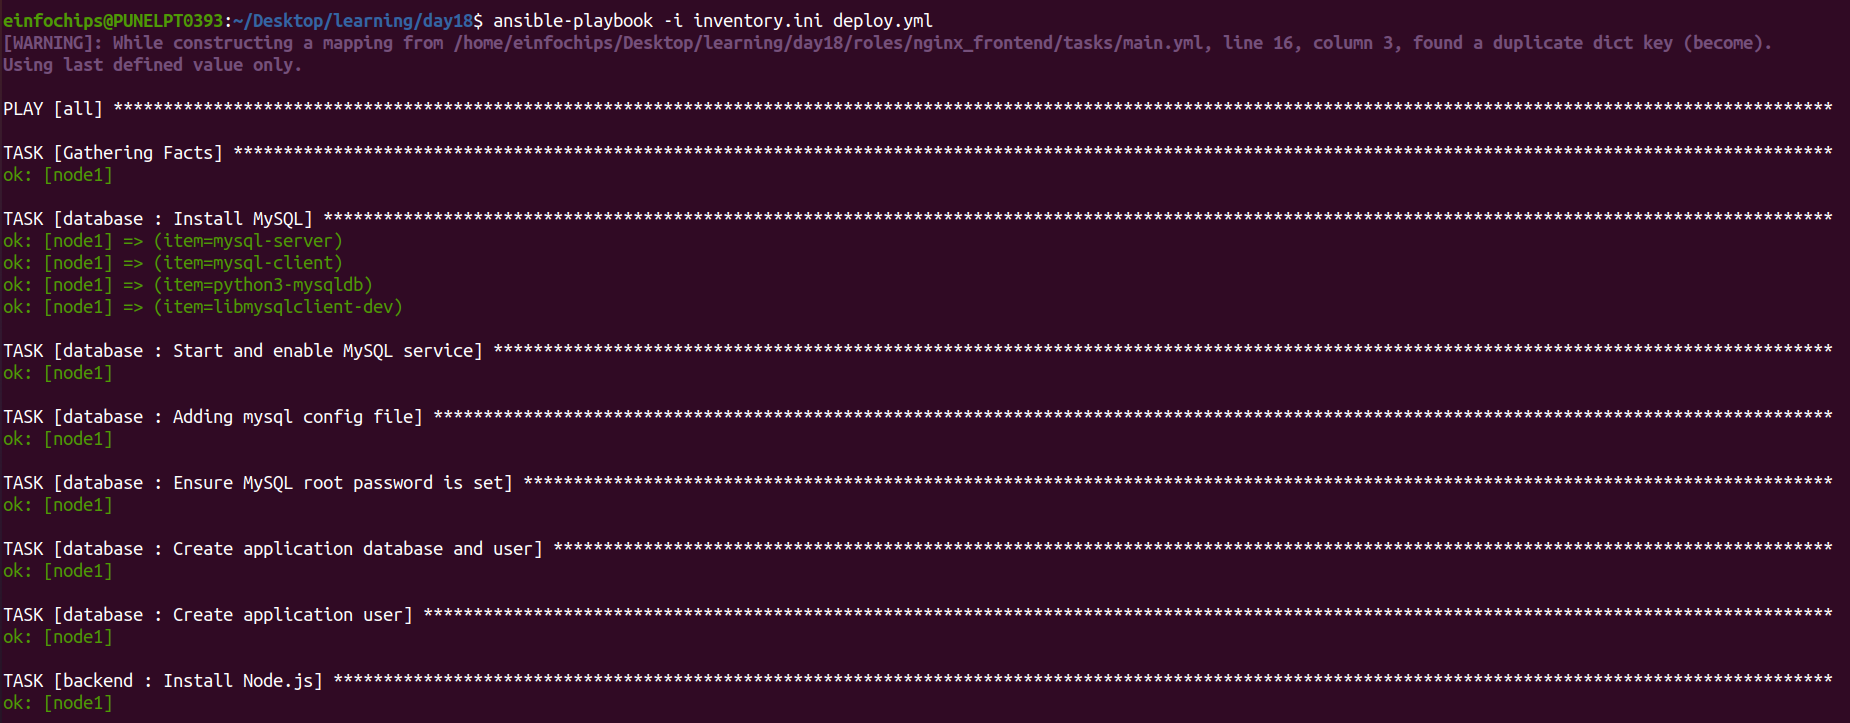 einfochips@PUNELPT0393:~/Desktop/learning/day18$ ansible-playbook -i inventory.ini deploy.yml
[WARNING]: While constructing a mapping from /home/einfochips/Desktop/learning/day18/roles/nginx_frontend/tasks/main.yml, line 16, column 3, found a duplicate dict key (become).
Using last defined value only.
PLAY [all] ****************************************************************************************************************************************************************************
TASK [Gathering Facts] ****************************************************************************************************************************************************************
ok: [node1]
TASK [database : Install MySQL] *******************************************************************************************************************************************************
ok: [node1] => (item=mysql-server)
ok: [node1] => (item=mysql-client)
ok: [node1] => (item=python3-mysqldb)
ok: [node1] => (item=libmysqlclient-dev)
TASK [database : Start and enable MySQL service] **************************************************************************************************************************************
ok: [node1]
TASK [database : Adding mysql config file] ********************************************************************************************************************************************
ok: [node1]
TASK [database : Ensure MySQL root password is set] ***********************************************************************************************************************************
ok: [node1]
TASK [database : Create application database and user] ********************************************************************************************************************************
ok: [node1]
TASK [database : Create application user] *********************************************************************************************************************************************
ok: [node1]
TASK [backend : Install Node.js] ******************************************************************************************************************************************************
ok: [node1]